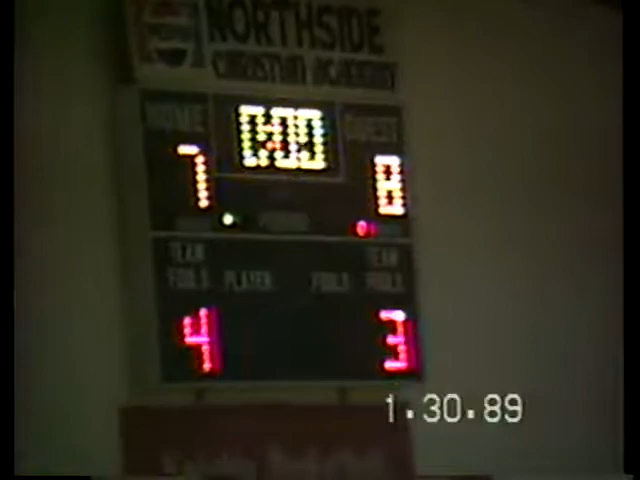 NORTHSIDE
CHRISTIAN ACADEMY
HOME 0:00 GUEST
7 8
TEAM TEAM
FOULS PLAYER FOULS FOULS
4 3
1.30.89